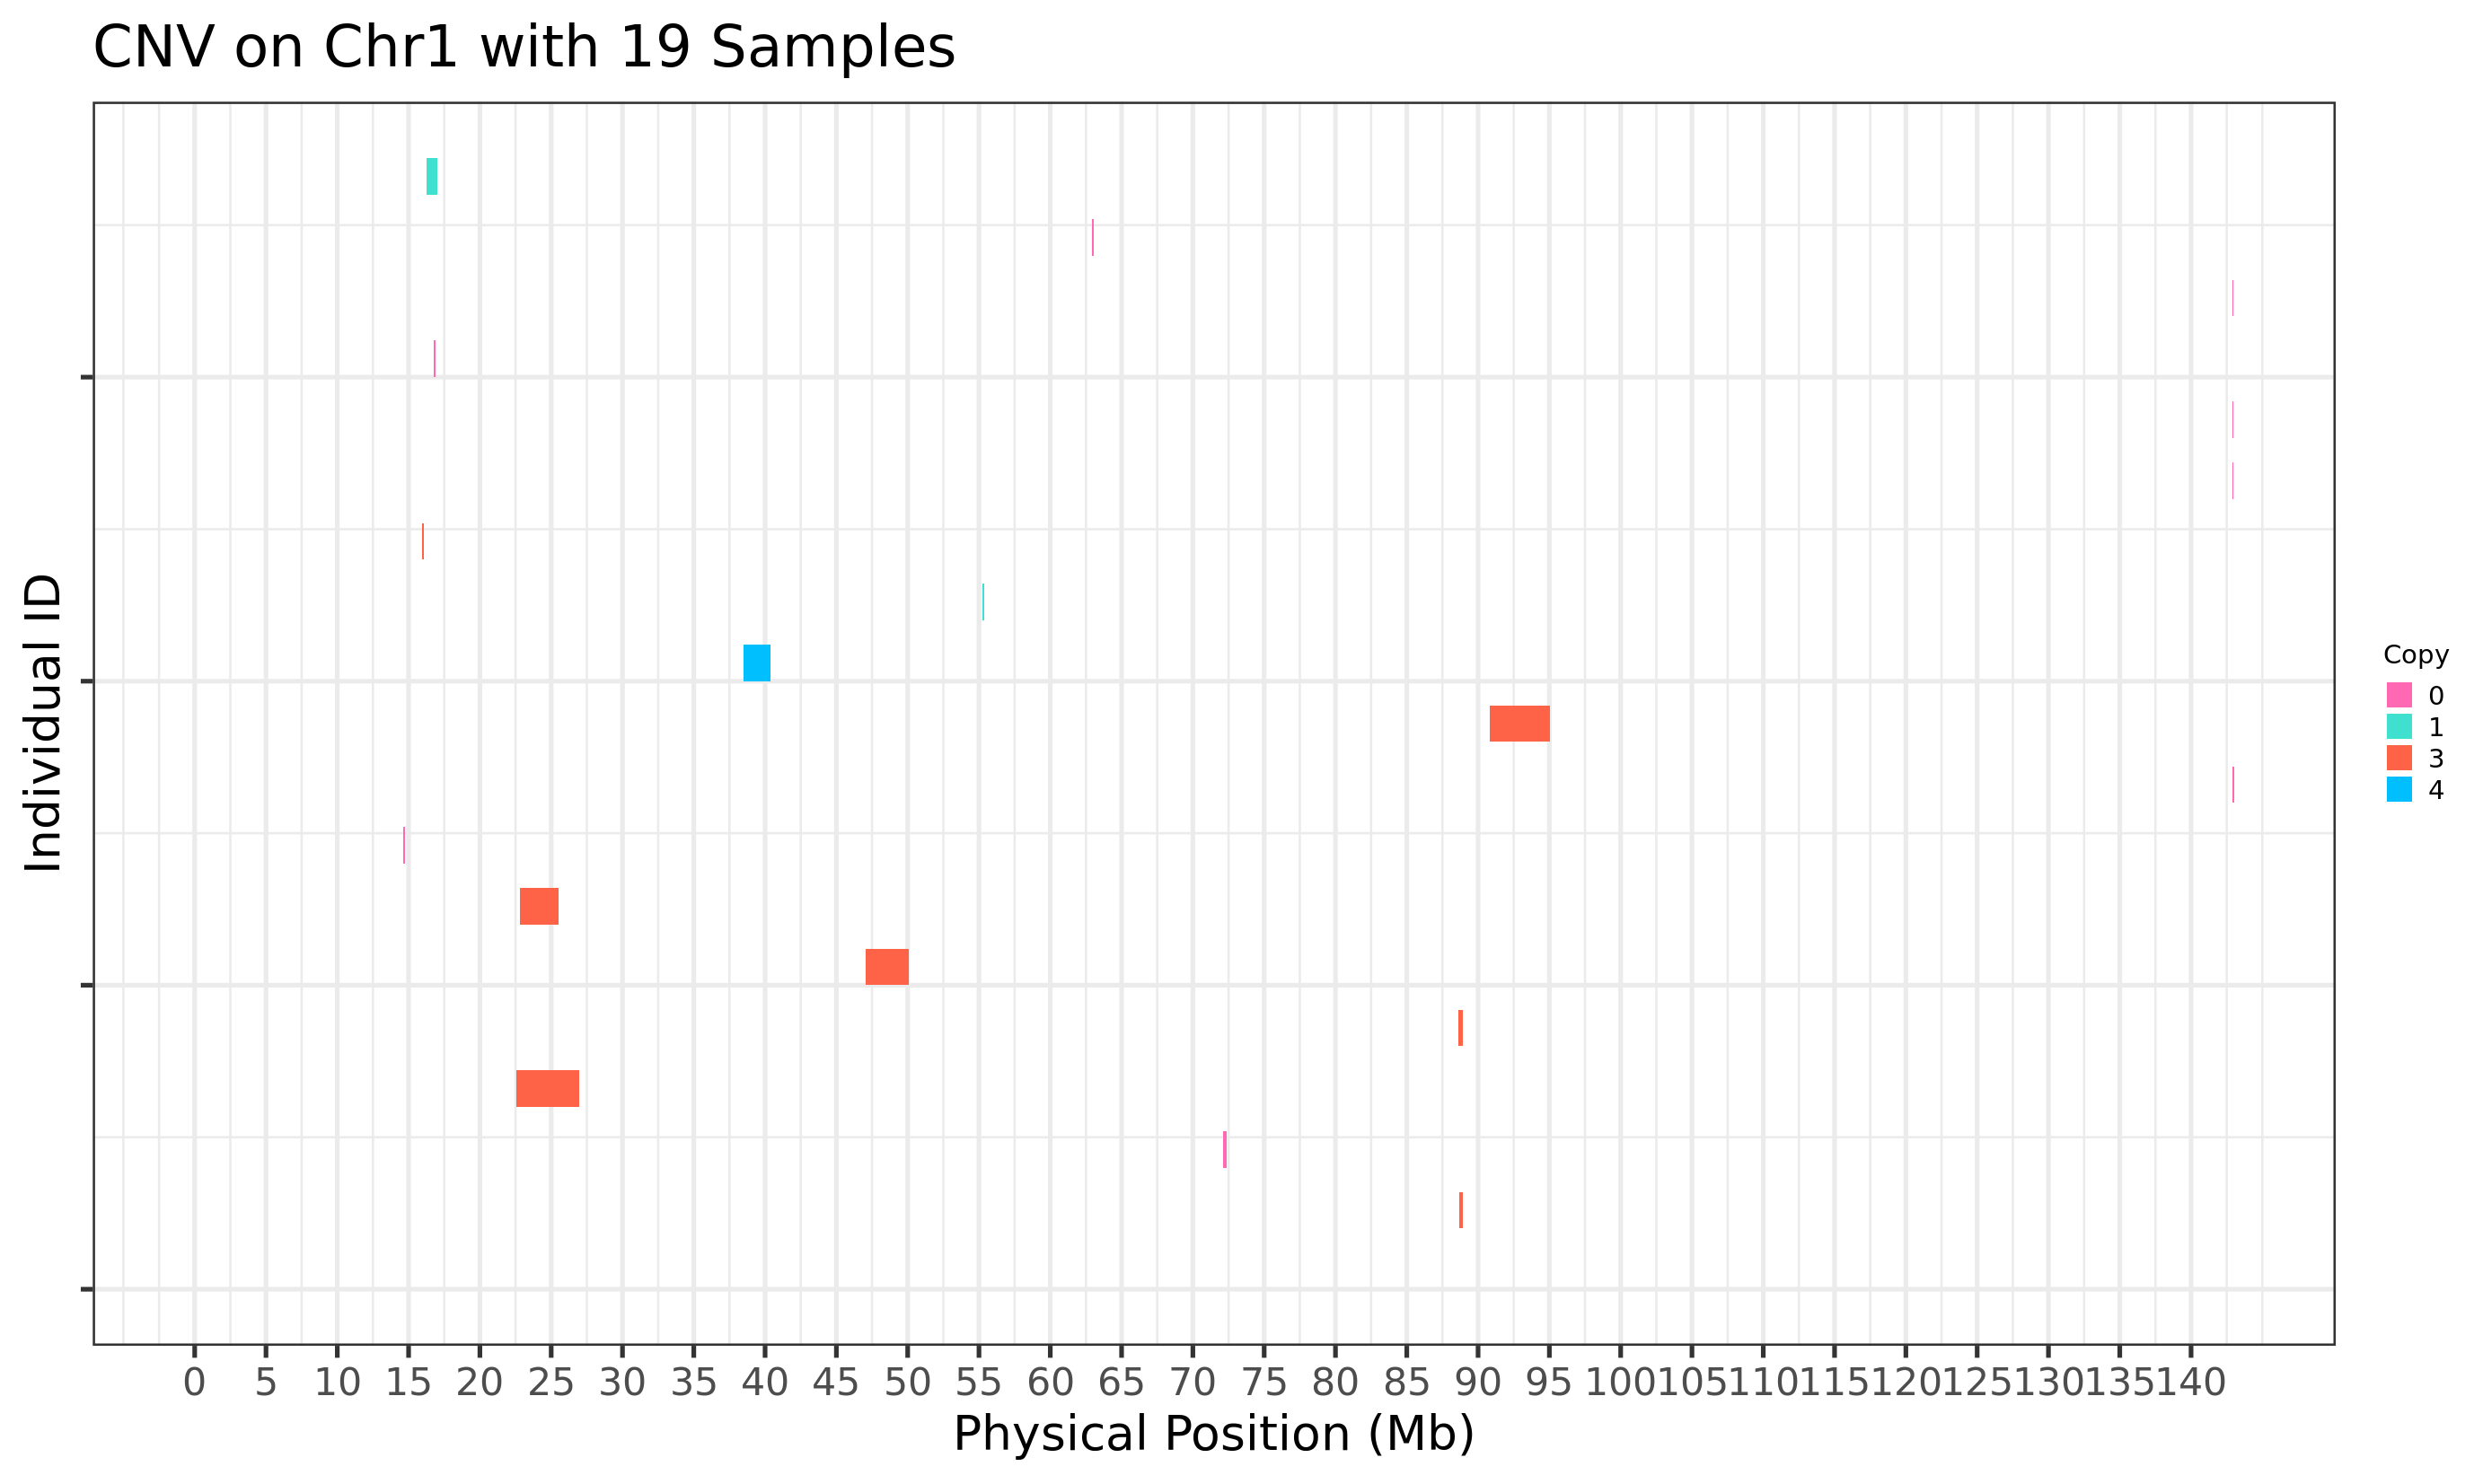 CNV on Chr1 with 19 Samples
Individual ID
Copy
0
1
3
4
0 5 10 15 20 25 30 35 40 45 50 55 60 65 70 75 80 85 90 95 100 105 110 115 120 125 130 135 140
Physical Position (Mb)